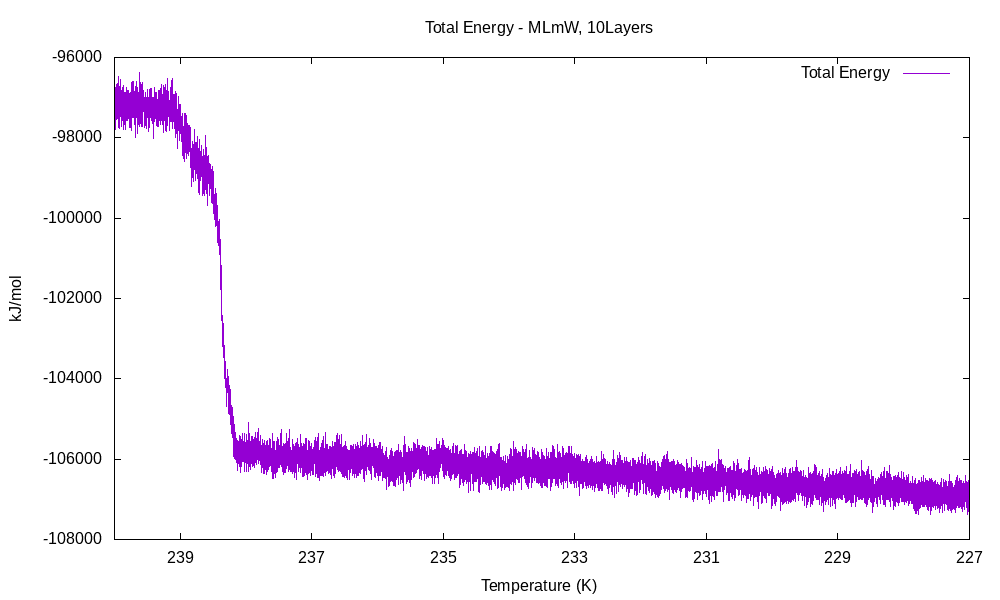 Total Energy - MLmW, 10Layers
Total Energy
-96000
-98000
-100000
-102000
-104000
-106000
-108000
kJ/mol
239 237 235 233 231 229 227
Temperature (K)